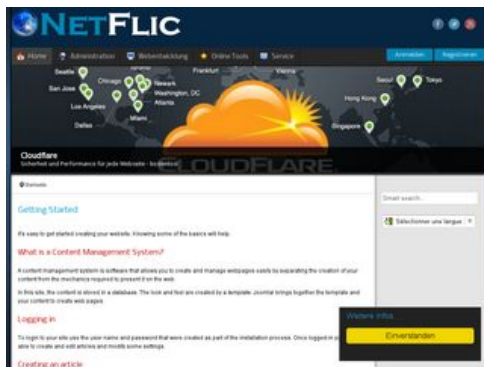 NETFLIC
Home Administration Webentwicklung Online Tools Service Anmelden Registrieren
Seattle
Chicago
Newark
San Jose
Washington, DC
Atlanta
Los Angeles
Miami
Dallas
Frankfurt
Vienna
Seoul
Tokyo
Hong Kong
Singapore
Cloudflare
Sicherheit und Performance für jede Webseite - kostenlos!
CLOUDFLARE
Startseite
Getting Started
It's easy to get started creating your website. Knowing some of the basics will help.
What is a Content Management System?
A content management system is software that allows you to create and manage webpages easily by separating the creation of your
content from the mechanics required to present it on the web.
In this site, the content is stored in a database. The look and feel are created by a template. Joomla! brings together the template and
your content to create web pages.
Logging in
To login to your site use the user name and password that were created as part of the installation process. Once logged in
able to create and edit articles and modify some settings.
Creating an article
Smart search...
Sélectionner une langue
Weitere Infos
Einverstanden